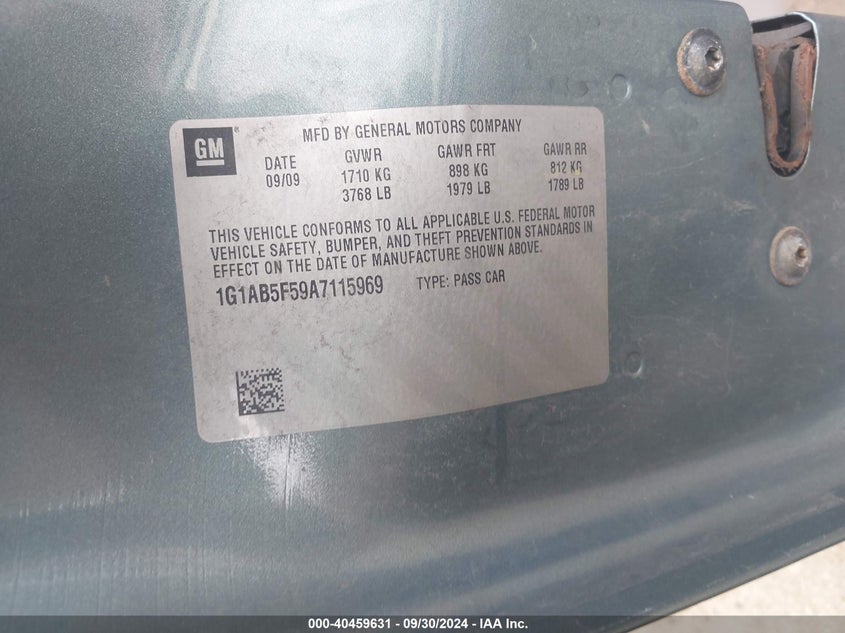 GM
MFD BY GENERAL MOTORS COMPANY
DATE GVWR GAWR FRT GAWR RR
09/09 1710 KG 898 KG 812 KG
3768 LB 1979 LB 1789 LB
THIS VEHICLE CONFORMS TO ALL APPLICABLE U.S. FEDERAL MOTOR
VEHICLE SAFETY, BUMPER, AND THEFT PREVENTION STANDARDS IN
EFFECT ON THE DATE OF MANUFACTURE SHOWN ABOVE.
1G1AB5F59A7115969 TYPE: PASS CAR
000-40459631 - 09/30/2024 - IAA Inc.